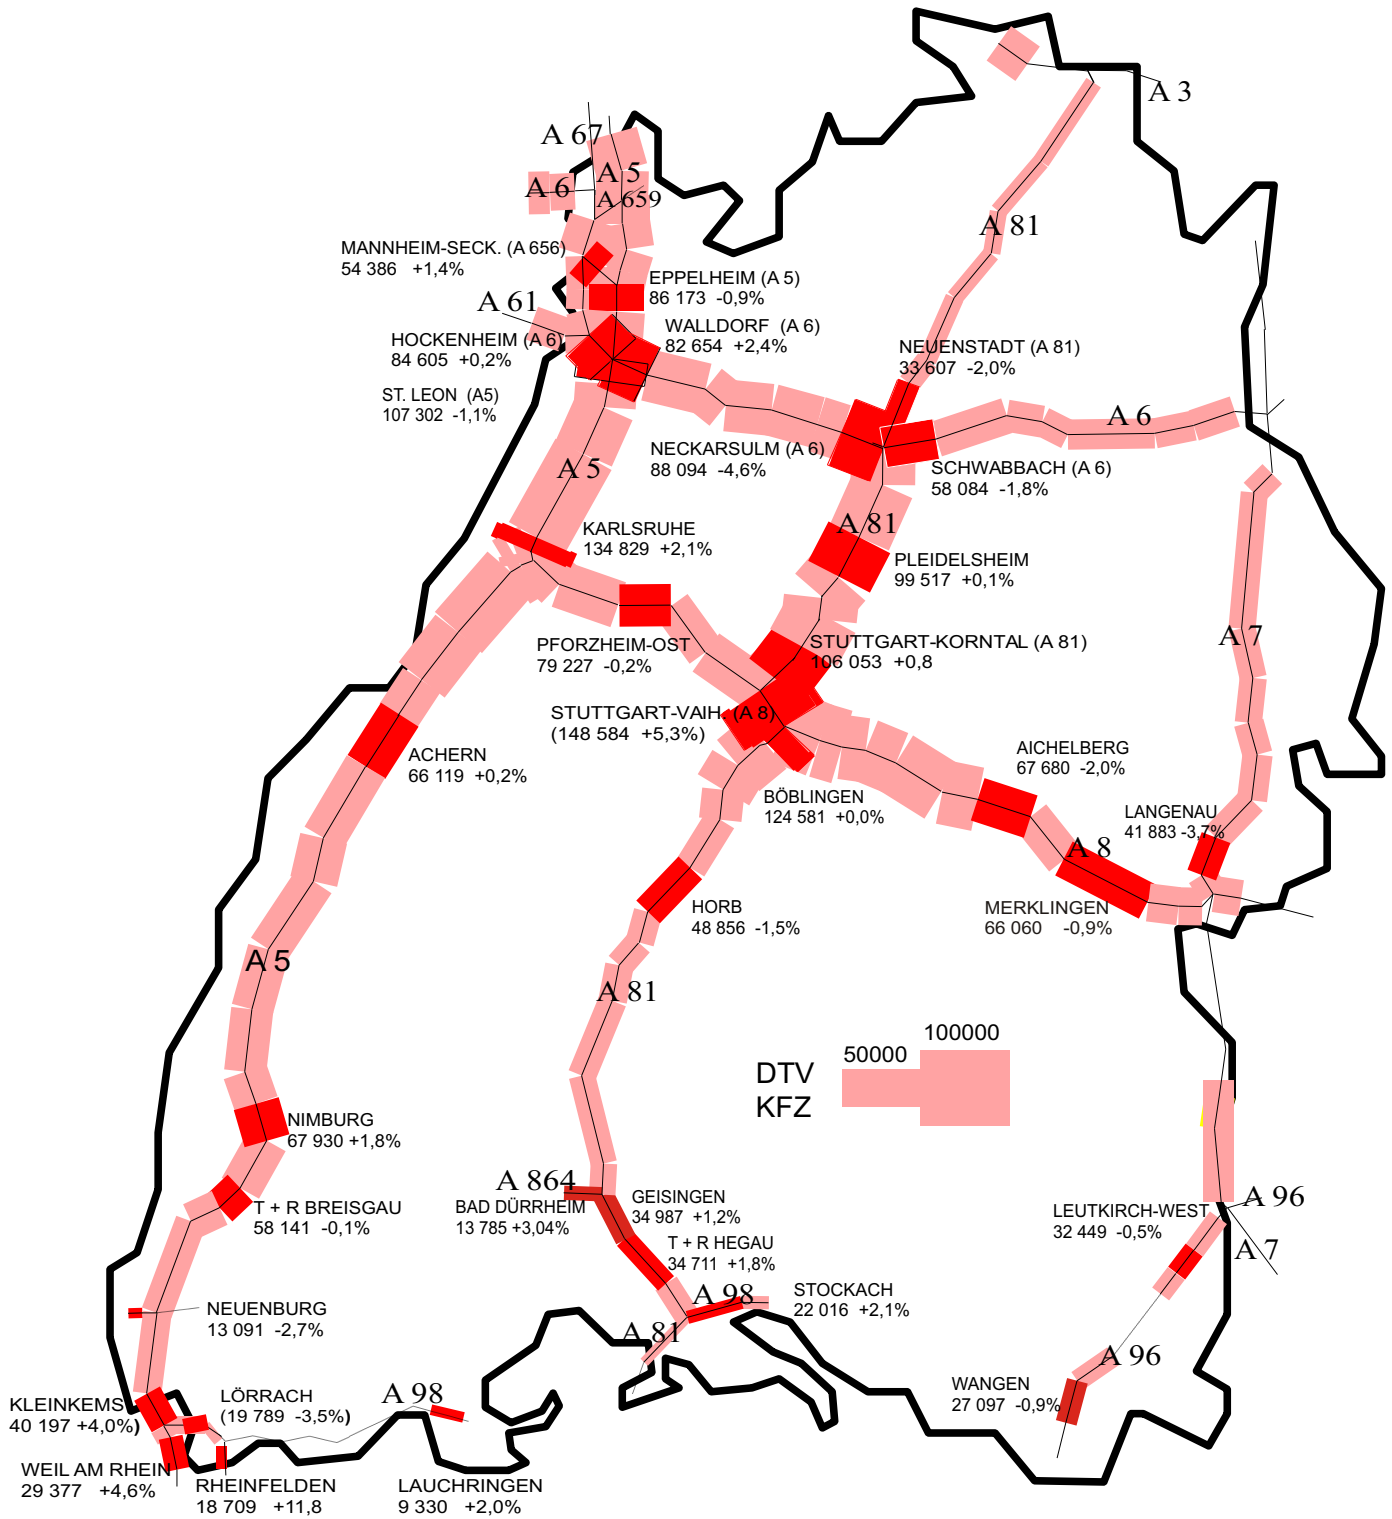 A 3
A 67
A 5
A 6
A 659
A 81
MANNHEIM-SECK. (A 656)
54 386 +1,4%
EPPELHEIM (A 5)
86 173 -0,9%
A 61
WALLDORF (A 6)
82 654 +2,4%
HOCKENHEIM (A 6)
84 605 +0,2%
NEUENSTADT (A 81)
33 607 -2,0%
ST. LEON (A5)
107 302 -1,1%
A 6
NECKARSULM (A 6)
88 094 -4,6%
SCHWABBACH (A 6)
58 084 -1,8%
A 5
KARLSRUHE
134 829 +2,1%
A 81
PLEIDELSHEIM
99 517 +0,1%
A 7
PFORZHEIM-OST
79 227 -0,2%
STUTTGART-KORNTAL (A 81)
106 053 +0,8
STUTTGART-VAIH. (A 8)
(148 584 +5,3%)
ACHERN
66 119 +0,2%
AICHELBERG
67 680 -2,0%
BÖBLINGEN
124 581 +0,0%
LANGENAU
41 883 -3,7%
A 8
HORB
48 856 -1,5%
MERKLINGEN
66 060 -0,9%
A 5
A 81
100000
50000
DTV
KFZ
NIMBURG
67 930 +1,8%
A 864
BAD DÜRRHEIM
13 785 +3,04%
GEISINGEN
34 987 +1,2%
T + R BREISGAU
58 141 -0,1%
A 96
LEUTKIRCH-WEST
32 449 -0,5%
A 7
T + R HEGAU
34 711 +1,8%
A 98
STOCKACH
22 016 +2,1%
NEUENBURG
13 091 -2,7%
A 81
A 96
WANGEN
27 097 -0,9%
KLEINKEMS
40 197 +4,0%)
LÖRRACH
(19 789 -3,5%)
A 98
WEIL AM RHEIN
29 377 +4,6%
RHEINFELDEN
18 709 +11,8
LAUCHRINGEN
9 330 +2,0%